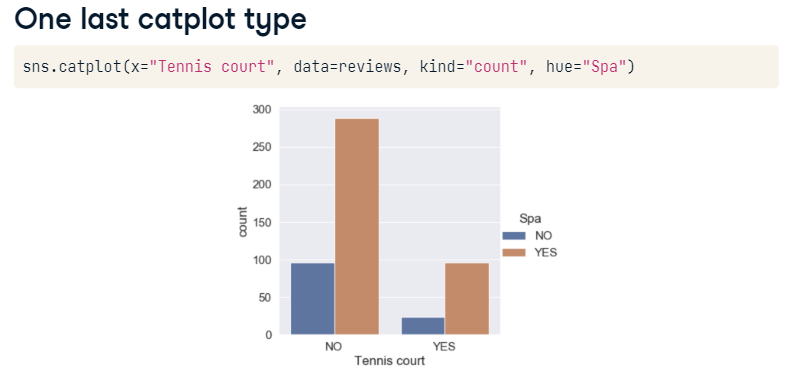 One last catplot type
sns.catplot(x="Tennis court", data=reviews, kind="count", hue="Spa")
300
250
200
150
100
50
0
count
NO
YES
Tennis court
Spa
NO
YES